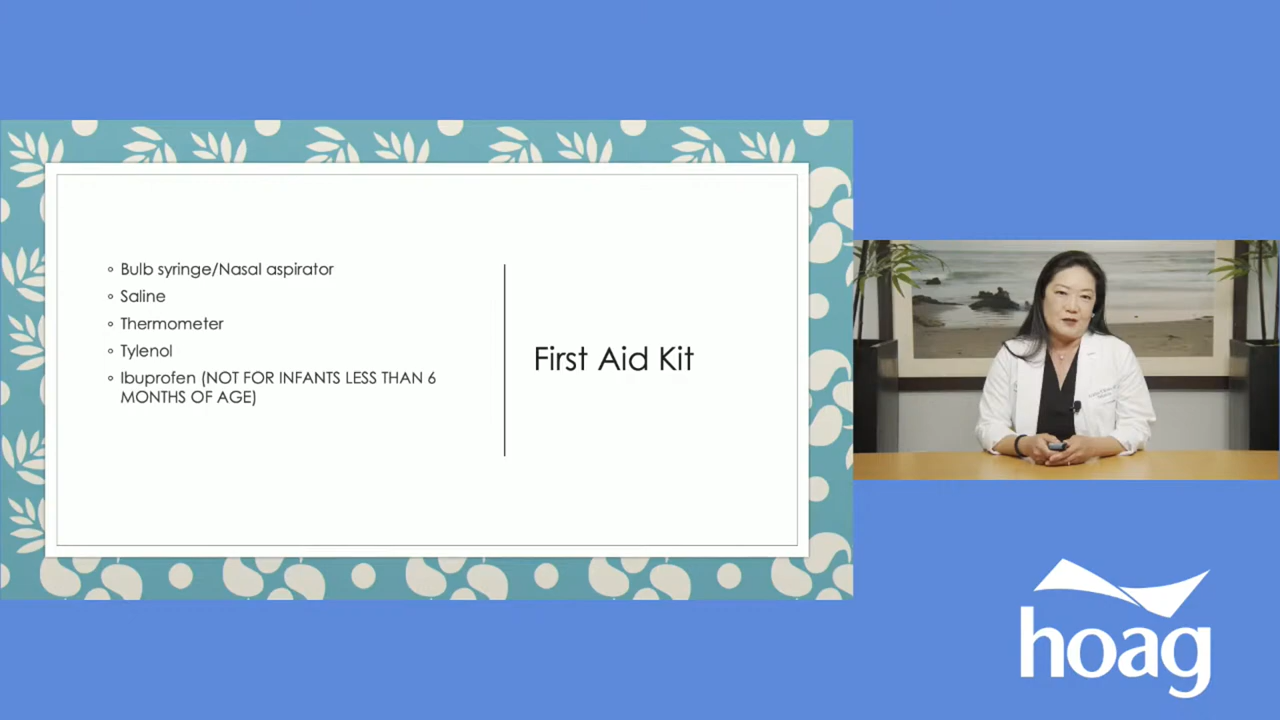 Bulb syringe/Nasal aspirator
Saline
Thermometer
Tylenol
Ibuprofen (NOT FOR INFANTS LESS THAN 6
MONTHS OF AGE)
First Aid Kit
hoag